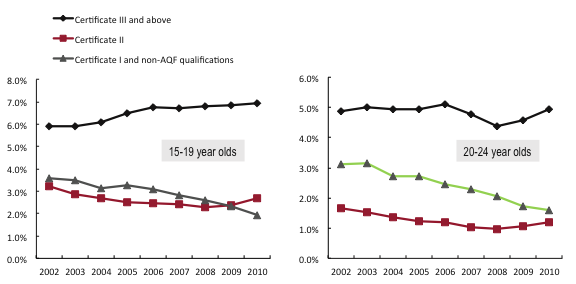 Certificate III and above
Certificate II
Certificate I and non-AQF qualifications
8.0%
7.0%
6.0%
5.0%
4.0%
3.0%
2.0%
1.0%
0.0%
15-19 year olds
2002 2003 2004 2005 2006 2007 2008 2009 2010
6.0%
5.0%
4.0%
3.0%
2.0%
1.0%
0.0%
20-24 year olds
2002 2003 2004 2005 2006 2007 2008 2009 2010